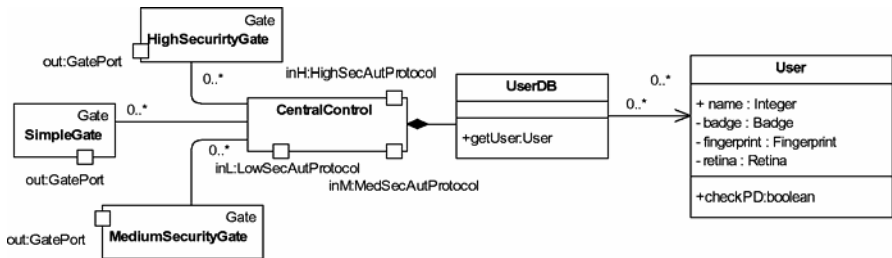 Gate
HighSecurirtyGate
out:GatePort
0..*
inH:HighSecAutProtocol
Gate
SimpleGate
out:GatePort
0..*
CentralControl
0..*
inL:LowSecAutProtocol
inM:MedSecAutProtocol
Gate
MediumSecurityGate
out:GatePort
UserDB
+getUser:User
0..*
0..*
User
+ name : Integer
- badge : Badge
- fingerprint : Fingerprint
- retina : Retina
+checkPD:boolean